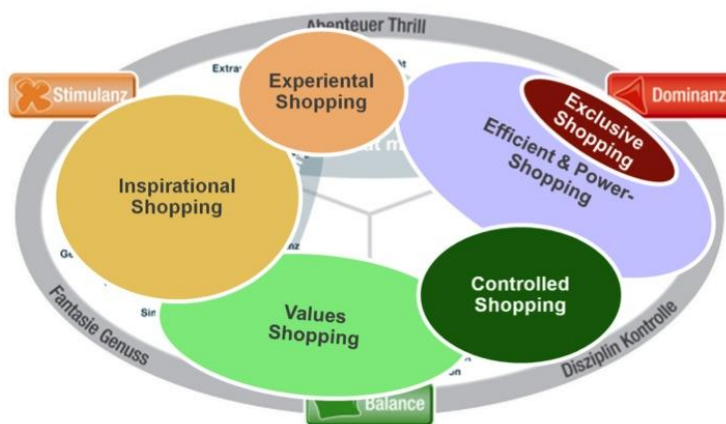 Abenteuer Thrill
Stimulanz
Dominanz
Experiental
Shopping
Exclusive
Shopping
Efficient & Power-
Shopping
Inspirational
Shopping
Controlled
Shopping
Values
Shopping
Fantasie Genuss
Disziplin Kontrolle
Balance